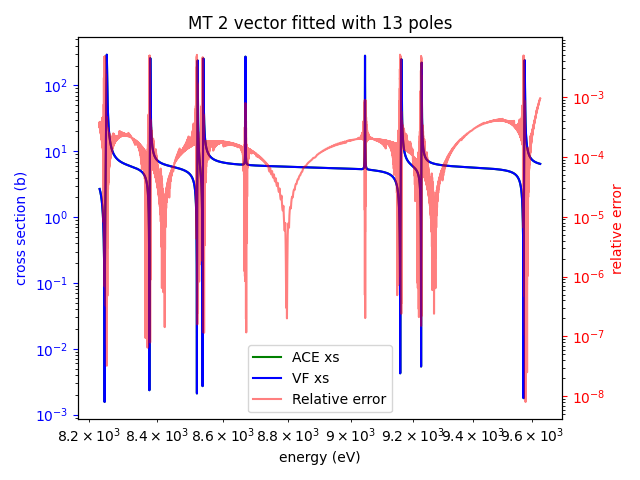 MT 2 vector fitted with 13 poles
cross section (b)
10²
10¹
10⁰
10⁻¹
10⁻²
10⁻³
10⁻³
10⁻⁴
10⁻⁵
10⁻⁶
10⁻⁷
10⁻⁸
relative error
ACE xs
VF xs
Relative error
8.2 × 10³ 8.4 × 10³ 8.6 × 10³ 8.8 × 10³ 9 × 10³ 9.2 × 10³ 9.4 × 10³ 9.6 × 10³
energy (eV)